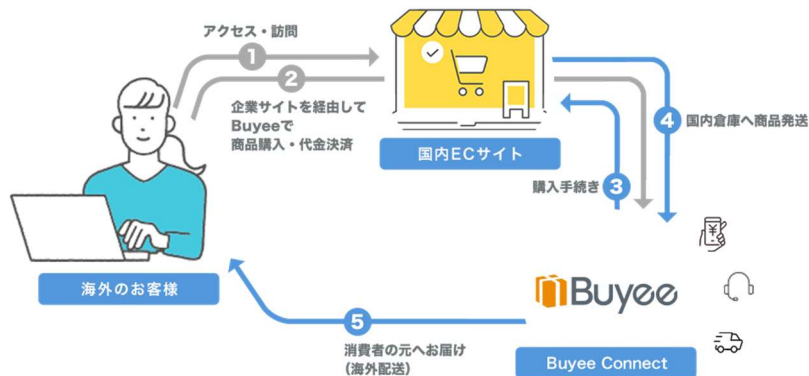 アクセス・訪問
1
2
企業サイトを経由して
Buyeeで
商品購入・代金決済
国内ECサイト
4
国内倉庫へ商品発送
購入手続き
3
¥
海外のお客様
Buyee
5
消費者の元へお届け
（海外配送）
Buyee Connect